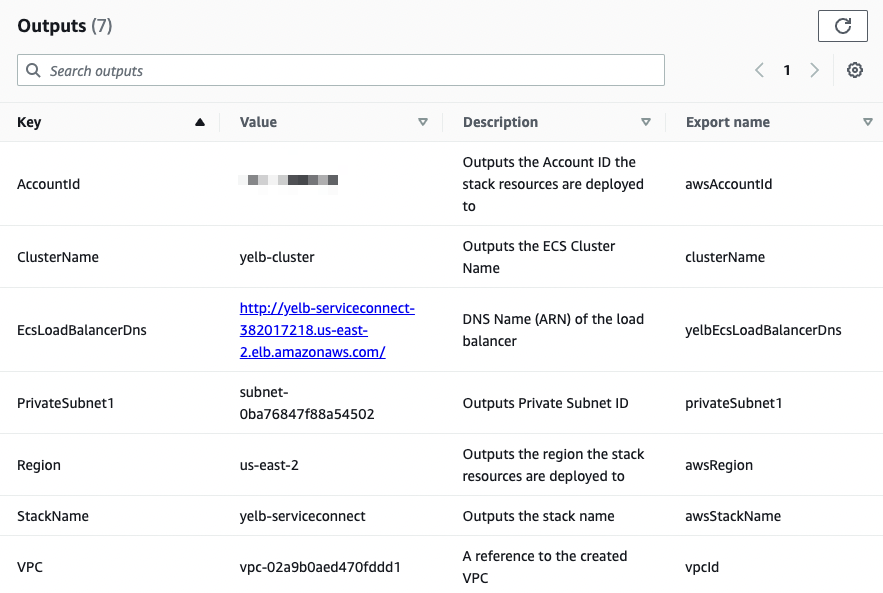 Outputs (7)
Search outputs
1
Key Value Description Export name
AccountId
Outputs the Account ID the
stack resources are deployed
to
awsAccountId
ClusterName
yelb-cluster
Outputs the ECS Cluster
Name
clusterName
EcsLoadBalancerDns
http://yelb-serviceconnect-
382017218.us-east-
2.elb.amazonaws.com/
DNS Name (ARN) of the load
balancer
yelbEcsLoadBalancerDns
PrivateSubnet1
subnet-
0ba76847f88a54502
Outputs Private Subnet ID
privateSubnet1
Region
us-east-2
Outputs the region the stack
resources are deployed to
awsRegion
StackName
yelb-serviceconnect
Outputs the stack name
awsStackName
VPC
vpc-02a9b0aed470fddd1
A reference to the created
VPC
vpcId